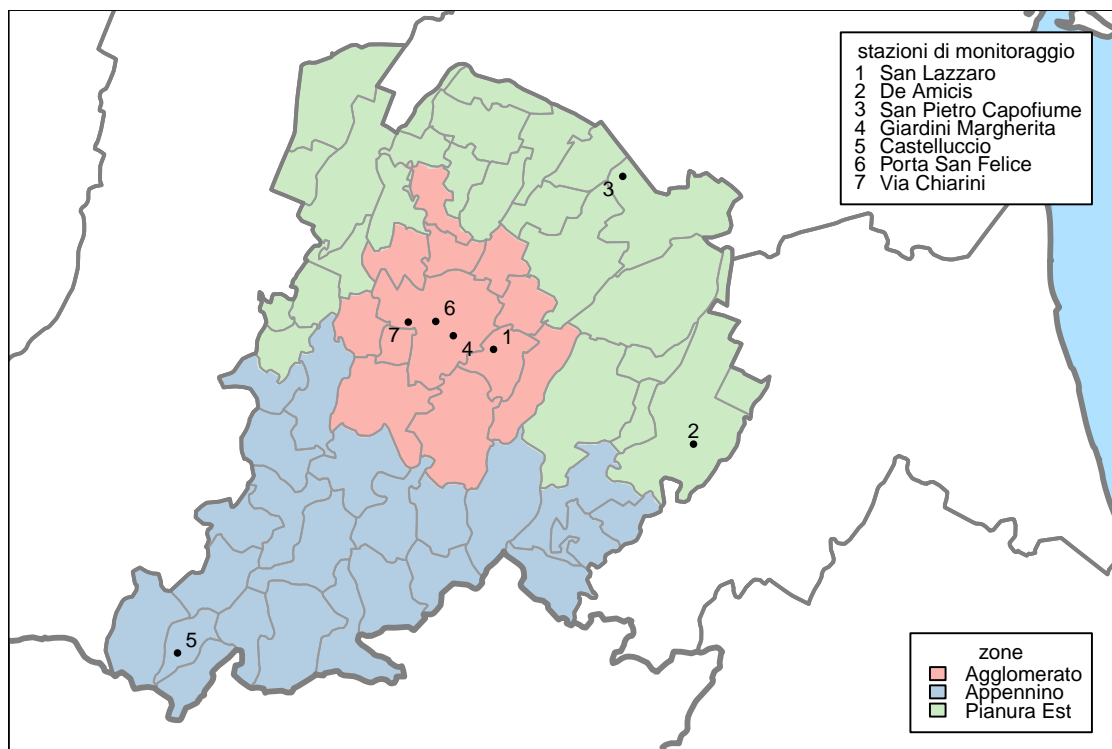 stazioni di monitoraggio
1 San Lazzaro
2 De Amicis
3 San Pietro Capofiume
4 Giardini Margherita
5 Castelluccio
6 Porta San Felice
7 Via Chiarini
3
6
7
4
1
2
5
zone
Agglomerato
Appennino
Pianura Est